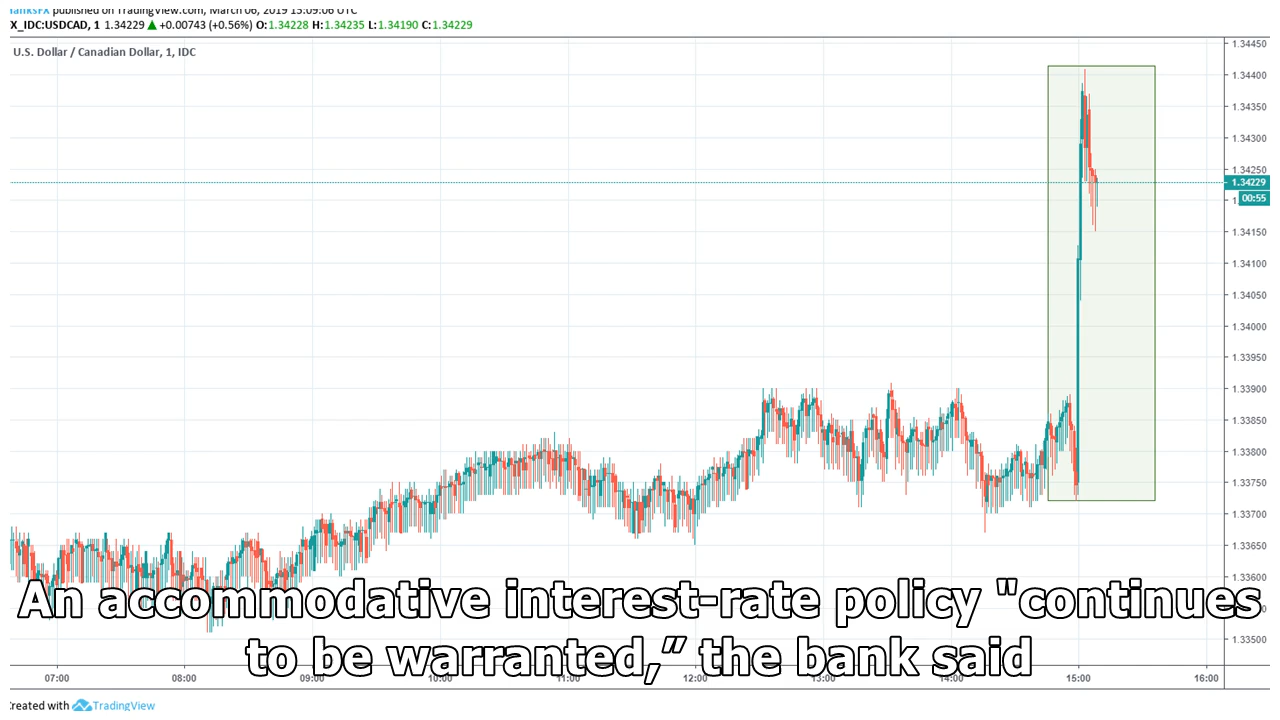 published on TradingView.com, March 06, 2019 15:09:06 UTC
X_IDC:USDCAD, 1 1.34229 ▲ +0.00743 (+0.56%) O:1.34228 H:1.34235 L:1.34190 C:1.34229
U.S. Dollar / Canadian Dollar, 1, IDC
1.34450
1.34400
1.34350
1.34300
1.34250
1.34229
00:55
1.34150
1.34100
1.34050
1.34000
1.33950
1.33900
1.33850
1.33800
1.33750
1.33700
1.33650
1.33600
1.33500
An accommodative interest-rate policy "continues
to be warranted,” the bank said
07:00 08:00 09:00 10:00 11:00 12:00 13:00 15:00 16:00
Created with TradingView